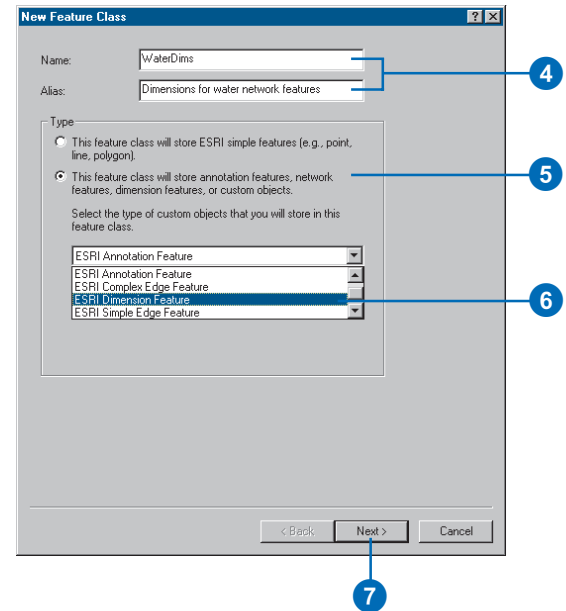 New Feature Class
? X
Name:
WaterDims
4
Alias:
Dimensions for water network features
Type
This feature class will store ESRI simple features (e.g., point,
line, polygon).
This feature class will store annotation features, network
features, dimension features, or custom objects.
5
Select the type of custom objects that you will store in this
feature class.
ESRI Annotation Feature
ESRI Annotation Feature
ESRI Complex Edge Feature
ESRI Dimension Feature
6
ESRI Simple Edge Feature
< Back
Next >
Cancel
7